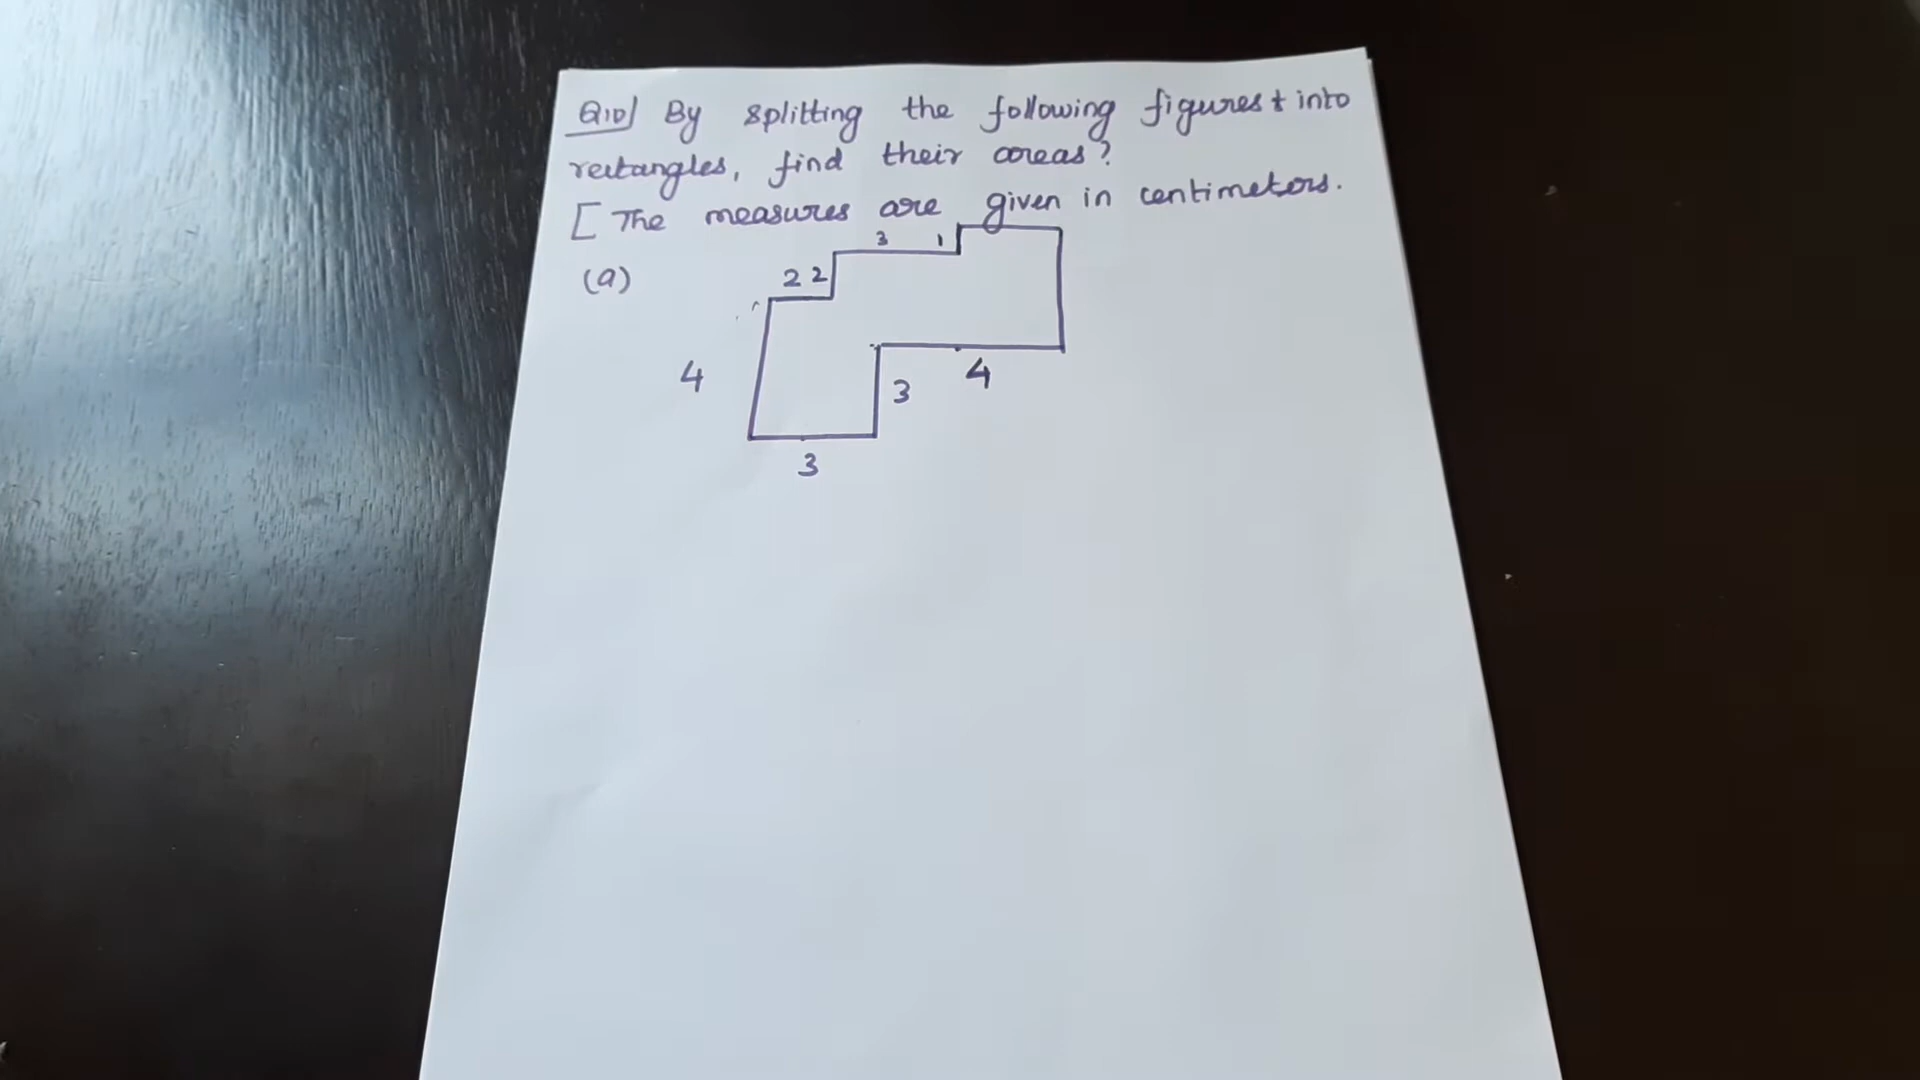 Q10) By splitting the following figures + into
rectangles, find their areas?
[ The measures are given in centimeters.
3 1
(a) 2 2
4
3 4
3